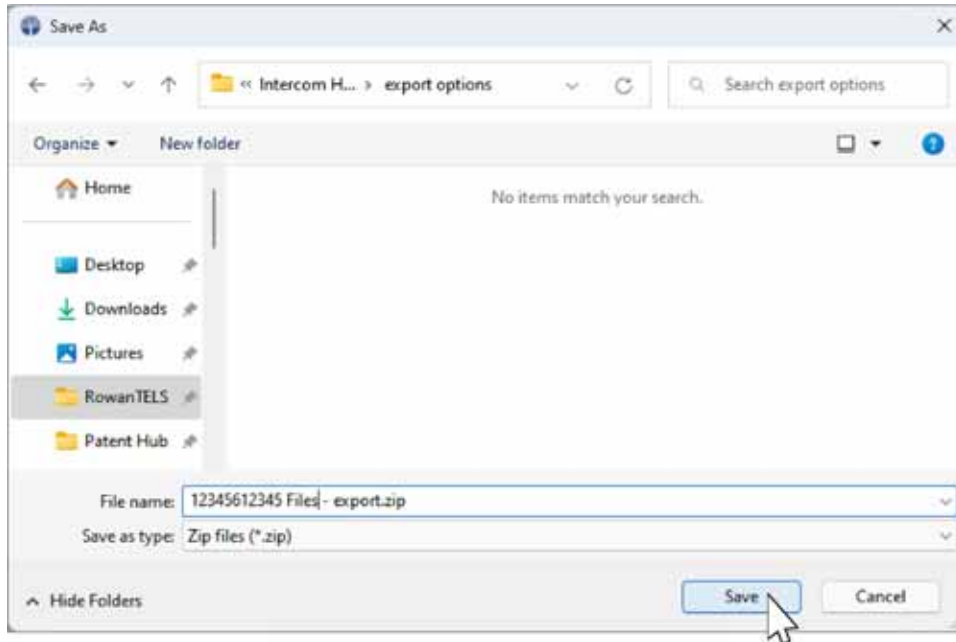 Save As
« Intercom H... › export options
Search export options
Organize
New folder
Home
No items match your search.
Desktop
Downloads
Pictures
RowanTELS
Patent Hub
File name: 12345612345 Files - export.zip
Save as type: Zip files (*.zip)
Hide Folders
Save
Cancel